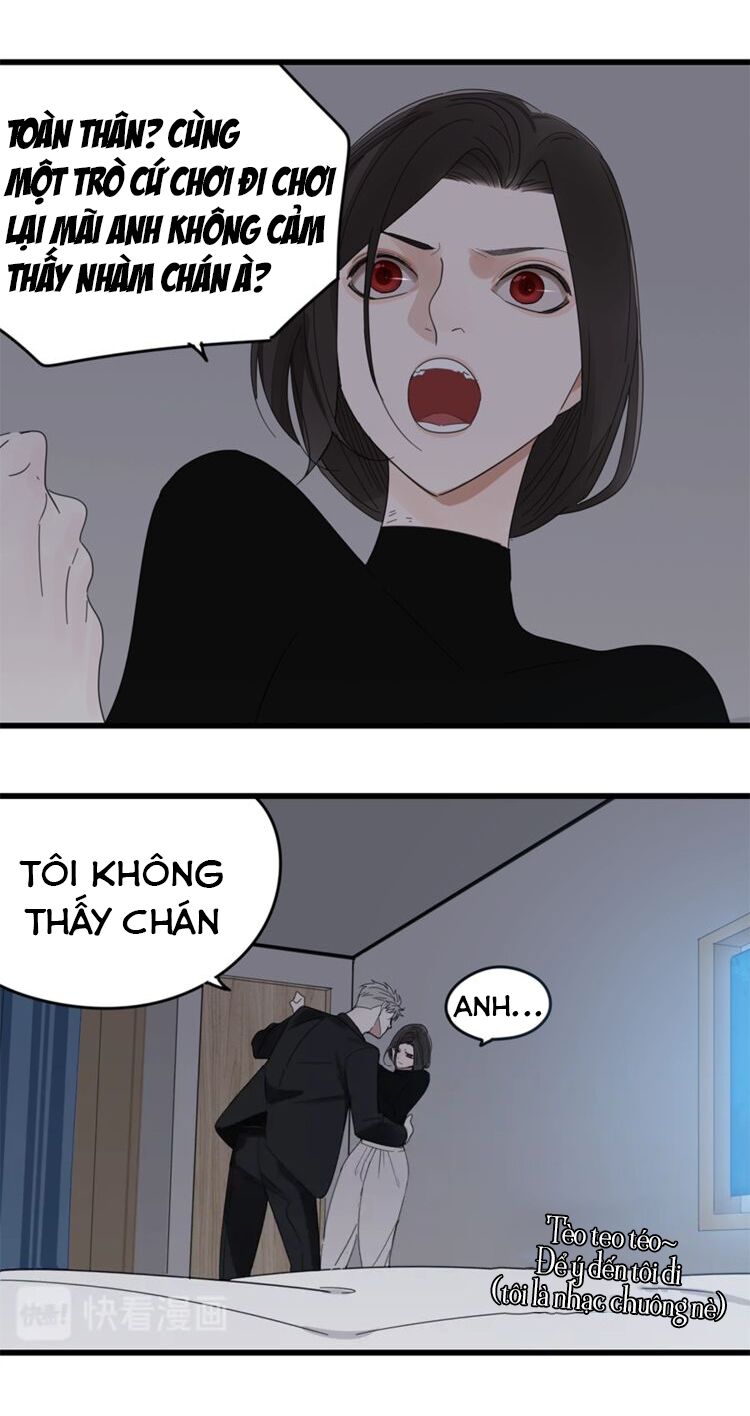 TOÀN THÂN? CÙNG
MỘT TRÒ CỨ CHƠI ĐI CHƠI
LẠI MÃI ANH KHÔNG CẢM
THẤY NHÀM CHÁN À?
TÔI KHÔNG
THẤY CHÁN
ANH...
Tèo teo téo~
Để ý đến tôi đi
(tôi là nhạc chuông nè)
快看! 快看漫画